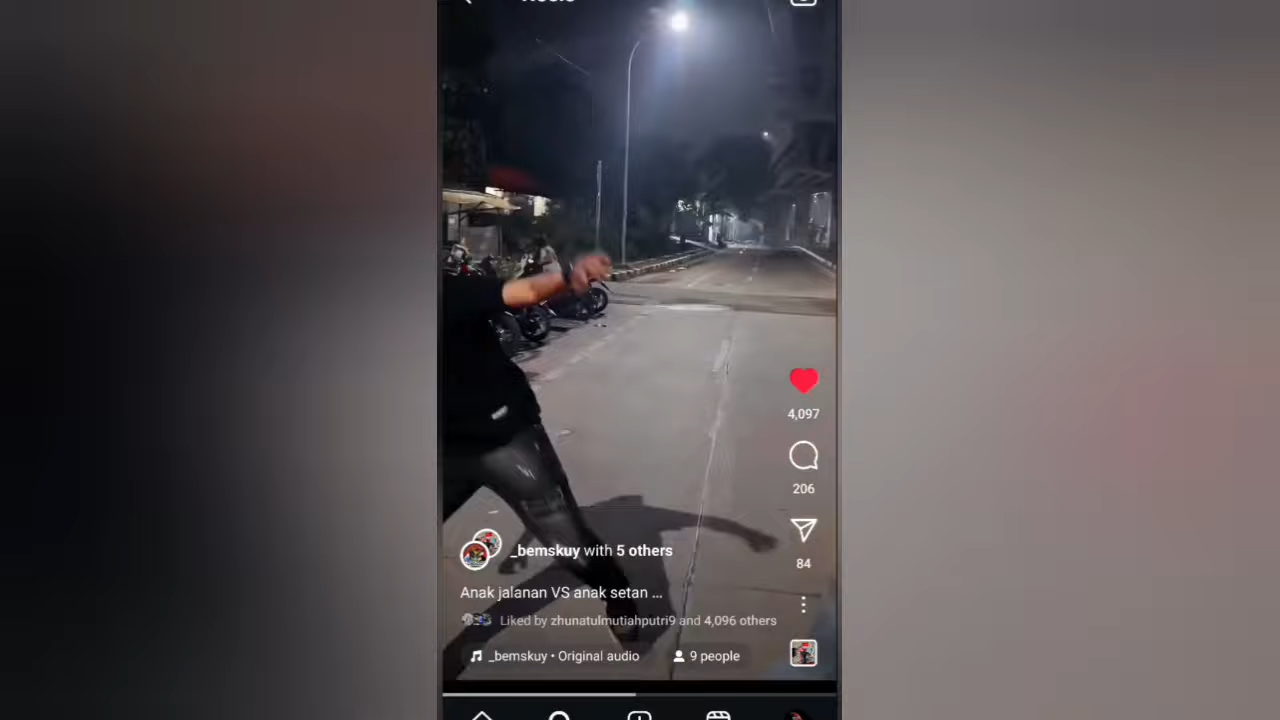 Reels
4,097
206
84
_bemskuy with 5 others
Anak jalanan VS anak setan ...
Liked by zhunatulmutiahputri9 and 4,096 others
_bemskuy • Original audio
9 people